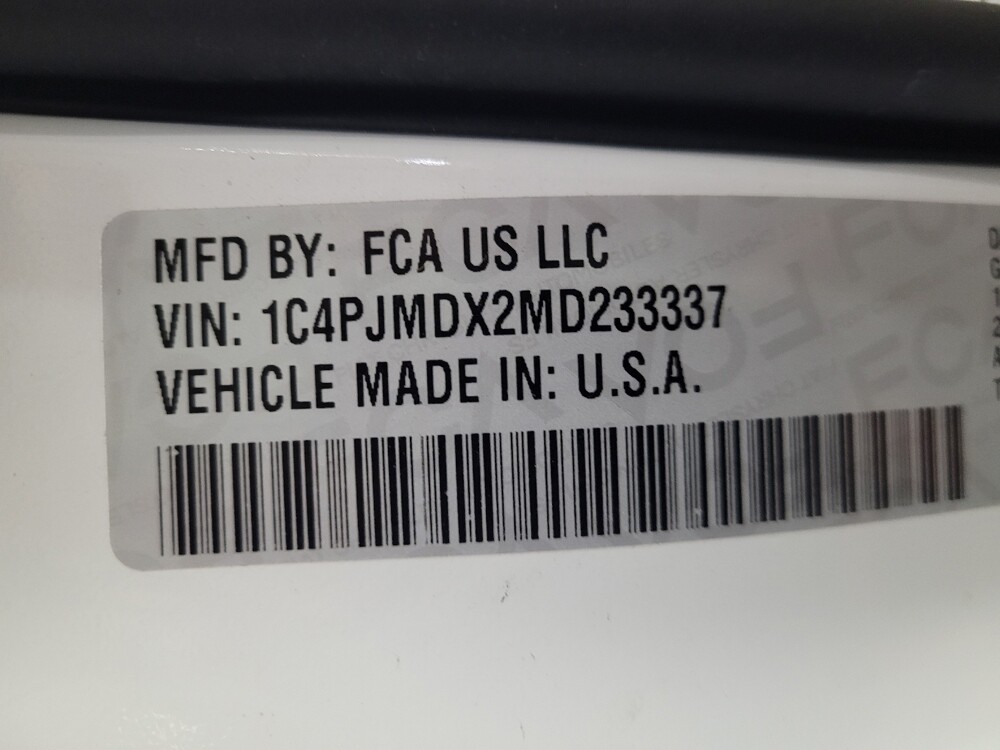 MFD BY: FCA US LLC
VIN: 1C4PJMDX2MD233337
VEHICLE MADE IN: U.S.A.